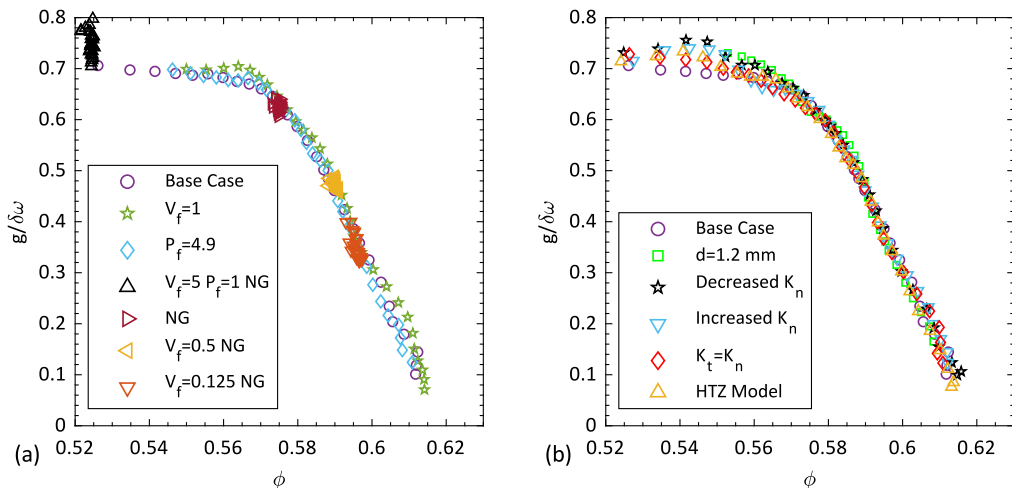 0.8
0.7
0.6
0.5
0.4
0.3
0.2
0.1
0
g/δω
Base Case
V_f=1
P_f=4.9
V_f=5 P_f=1 NG
NG
V_f=0.5 NG
V_f=0.125 NG
0.52 0.54 0.56 0.58 0.6 0.62
(a)
ϕ
0.8
0.7
0.6
0.5
0.4
0.3
0.2
0.1
0
g/δω
Base Case
d=1.2 mm
Decreased K_n
Increased K_n
K_t=K_n
HTZ Model
0.52 0.54 0.56 0.58 0.6 0.62
(b)
ϕ